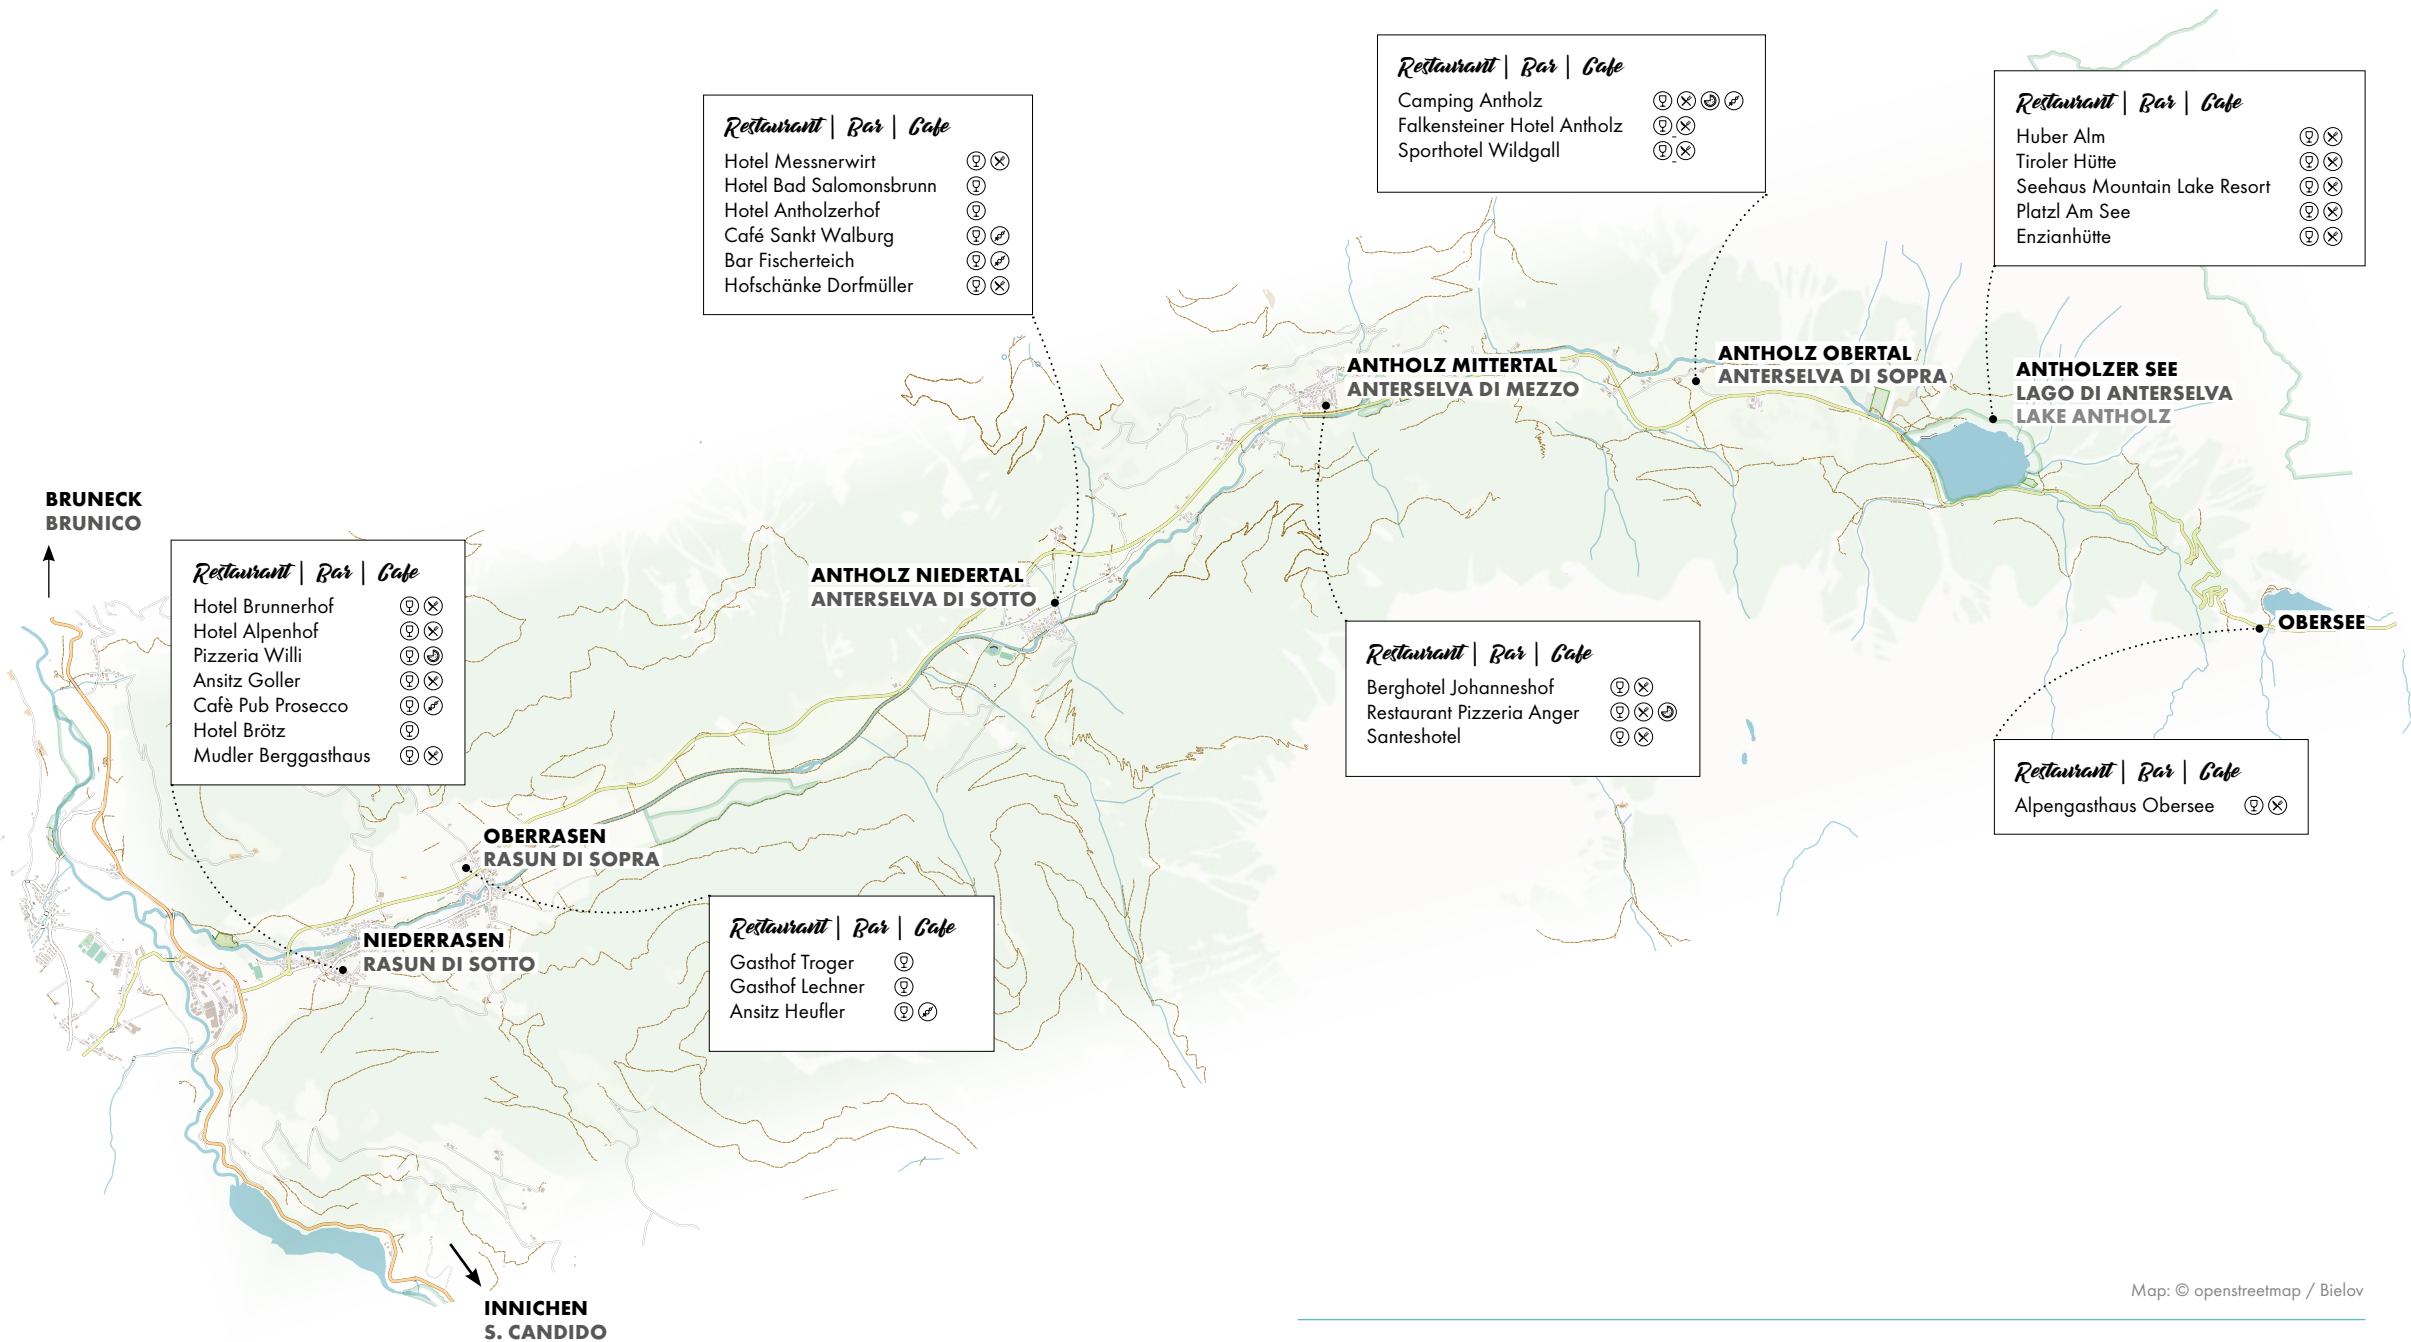 Restaurant | Bar | Cafe
Camping Antholz
Falkensteiner Hotel Antholz
Sporthotel Wildgall
Restaurant | Bar | Cafe
Huber Alm
Tiroler Hütte
Seehaus Mountain Lake Resort
Platzl Am See
Enzianhütte
Restaurant | Bar | Cafe
Hotel Messnerwirt
Hotel Bad Salomonsbrunn
Hotel Antholzerhof
Café Sankt Walburg
Bar Fischerteich
Hofschänke Dorfmüller
ANTHOLZ MITTERTAL
ANTERSELVA DI MEZZO
ANTHOLZ OBERTAL
ANTERSELVA DI SOPRA
ANTHOLZER SEE
LAGO DI ANTERSELVA
LAKE ANTHOLZ
BRUNECK
BRUNICO
Restaurant | Bar | Cafe
Hotel Brunnerhof
Hotel Alpenhof
Pizzeria Willi
Ansitz Goller
Cafè Pub Prosecco
Hotel Brötz
Mudler Berggasthaus
ANTHOLZ NIEDERTAL
ANTERSELVA DI SOTTO
OBERSEE
Restaurant | Bar | Cafe
Berghotel Johanneshof
Restaurant Pizzeria Anger
Santeshotel
Restaurant | Bar | Cafe
Alpengasthaus Obersee
OBERRASEN
RASUN DI SOPRA
NIEDERRASEN
RASUN DI SOTTO
Restaurant | Bar | Cafe
Gasthof Troger
Gasthof Lechner
Ansitz Heufler
INNICHEN
S. CANDIDO
Map: © openstreetmap / Bielov